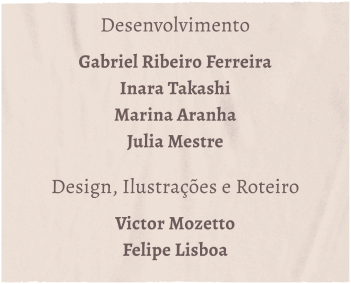 Desenvolvimento
Gabriel Ribeiro Ferreira
Inara Takashi
Marina Aranha
Julia Mestre
Design, Ilustrações e Roteiro
Victor Mozetto
Felipe Lisboa